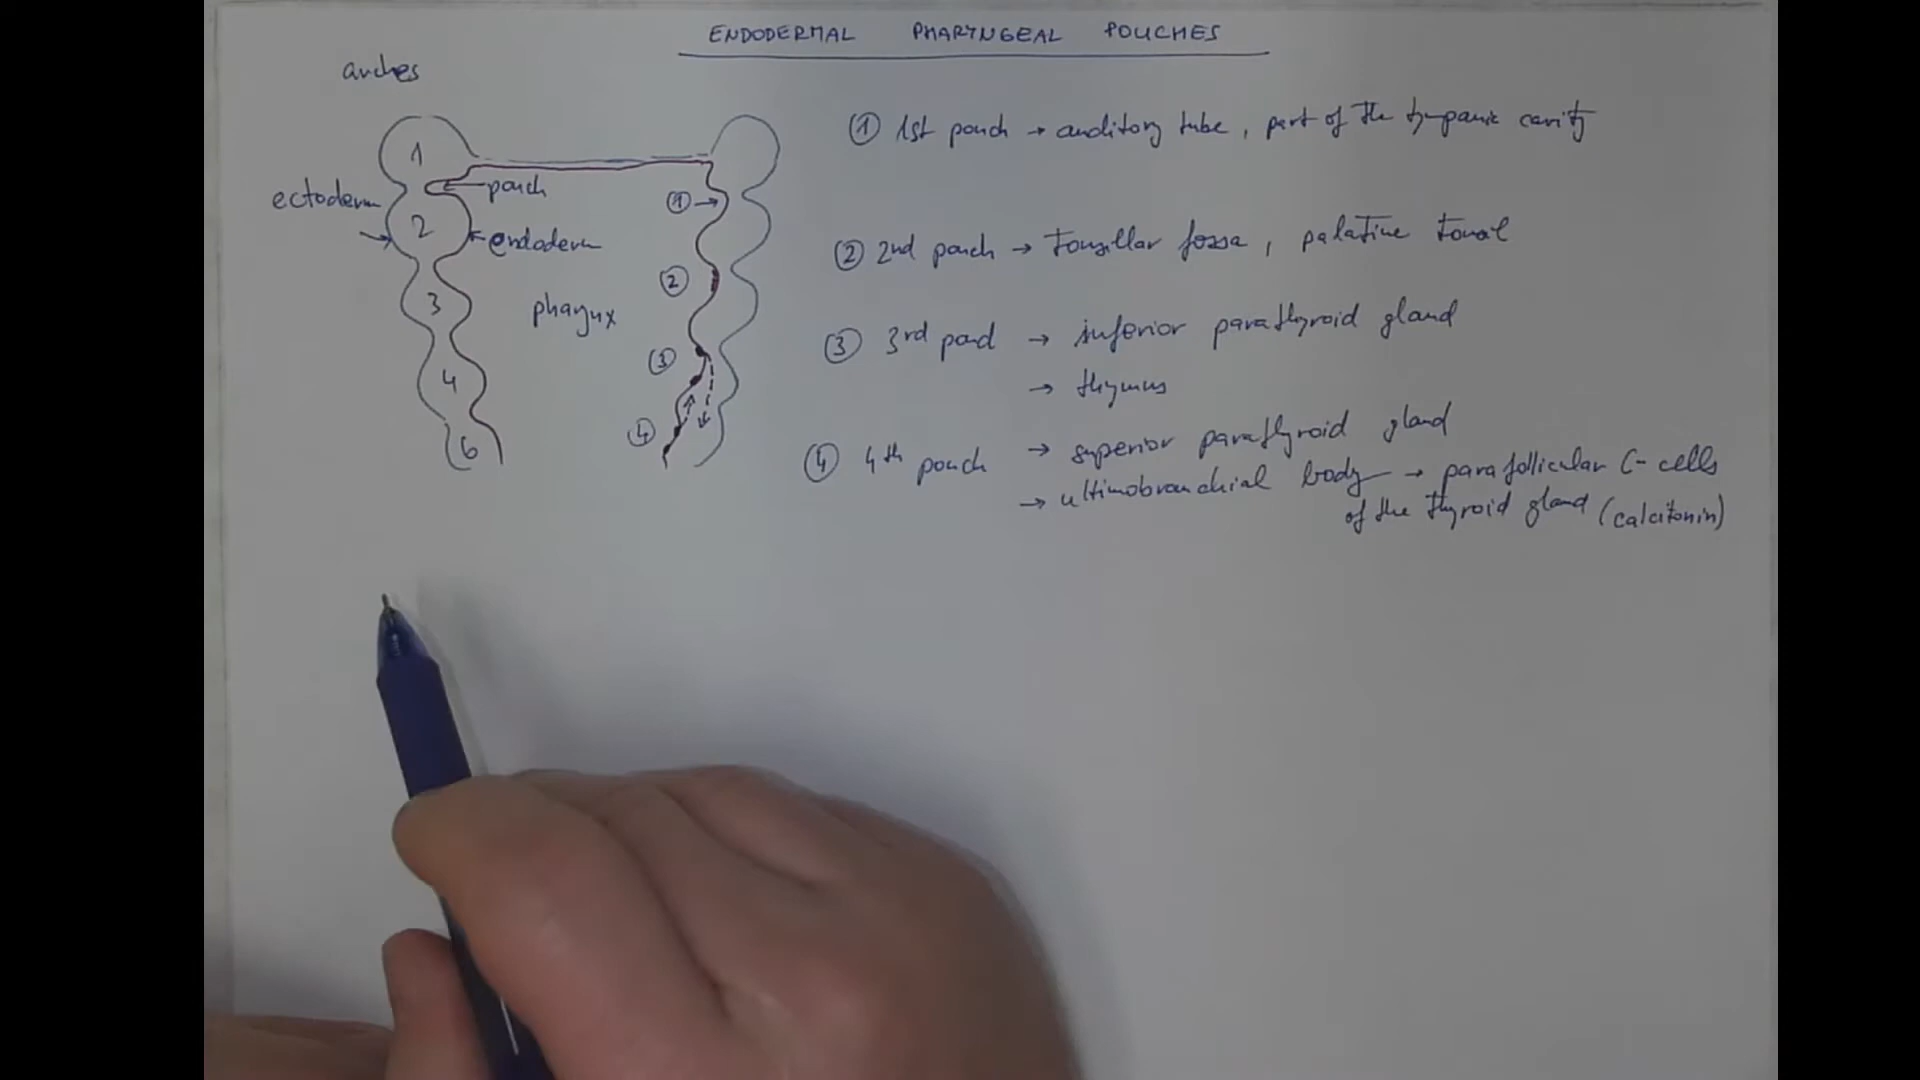 ENDODERMAL PHARYNGEAL POUCHES
arches
1
pouch
ectoderm
2
endoderm
3
pharynx
4
6
①
②
③
④
① 1st pouch → auditory tube, part of the tympanic cavity
② 2nd pouch → tonsillar fossa, palatine tonsil
③ 3rd pouch → inferior parathyroid gland
→ thymus
④ 4th pouch → superior parathyroid gland
→ ultimobranchial body → parafollicular C-cells
of the thyroid gland (calcitonin)